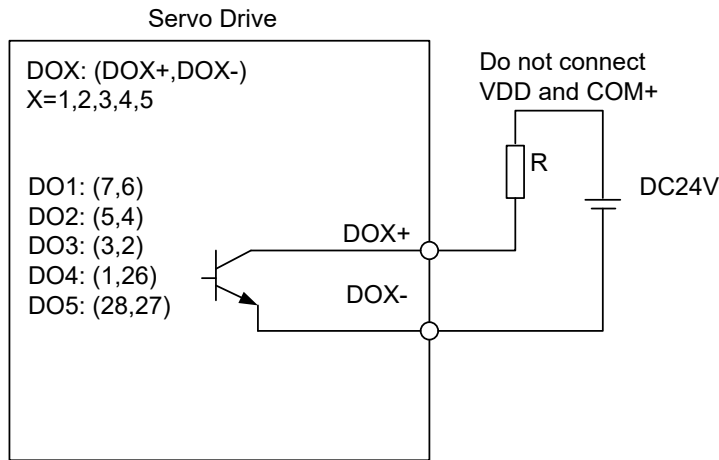 Servo Drive
DOX: (DOX+,DOX-)
X=1,2,3,4,5
Do not connect
VDD and COM+
R
DC24V
DO1: (7,6)
DO2: (5,4)
DO3: (3,2)
DO4: (1,26)
DO5: (28,27)
DOX+
DOX-